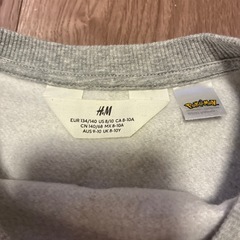 H&M
EUR 134/140 US 8/10 CA 8-10A
CN 140/68 MX 8-10A
AUS 9-10 UK 8-10Y
POKéMON